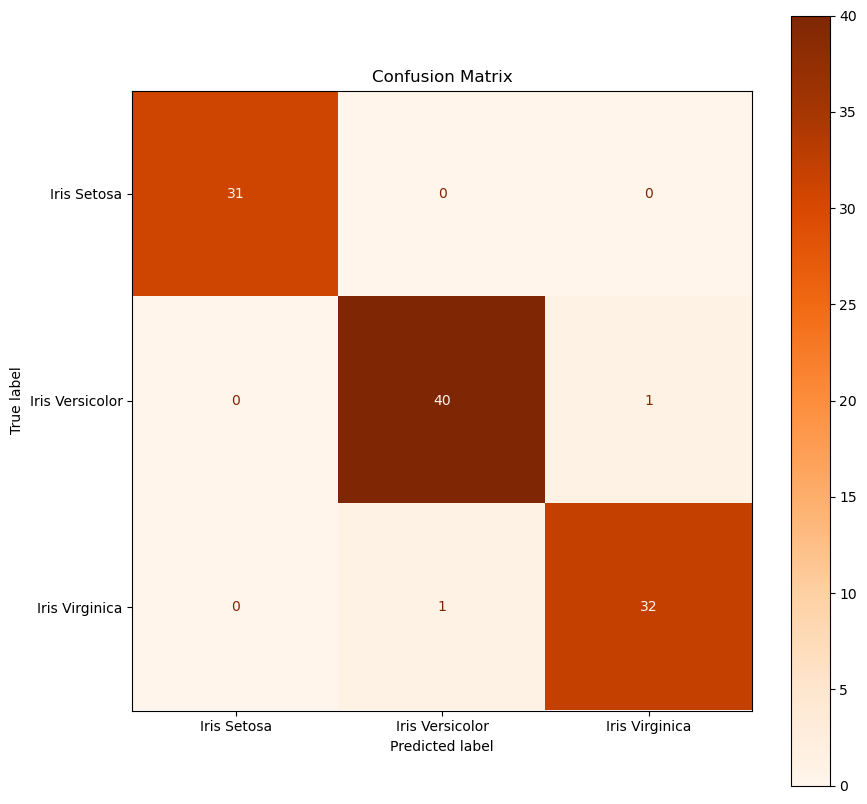 Confusion Matrix
True label
Iris Setosa
31 0 0
Iris Versicolor
0 40 1
Iris Virginica
0 1 32
Iris Setosa Iris Versicolor Iris Virginica
Predicted label
40
35
30
25
20
15
10
5
0